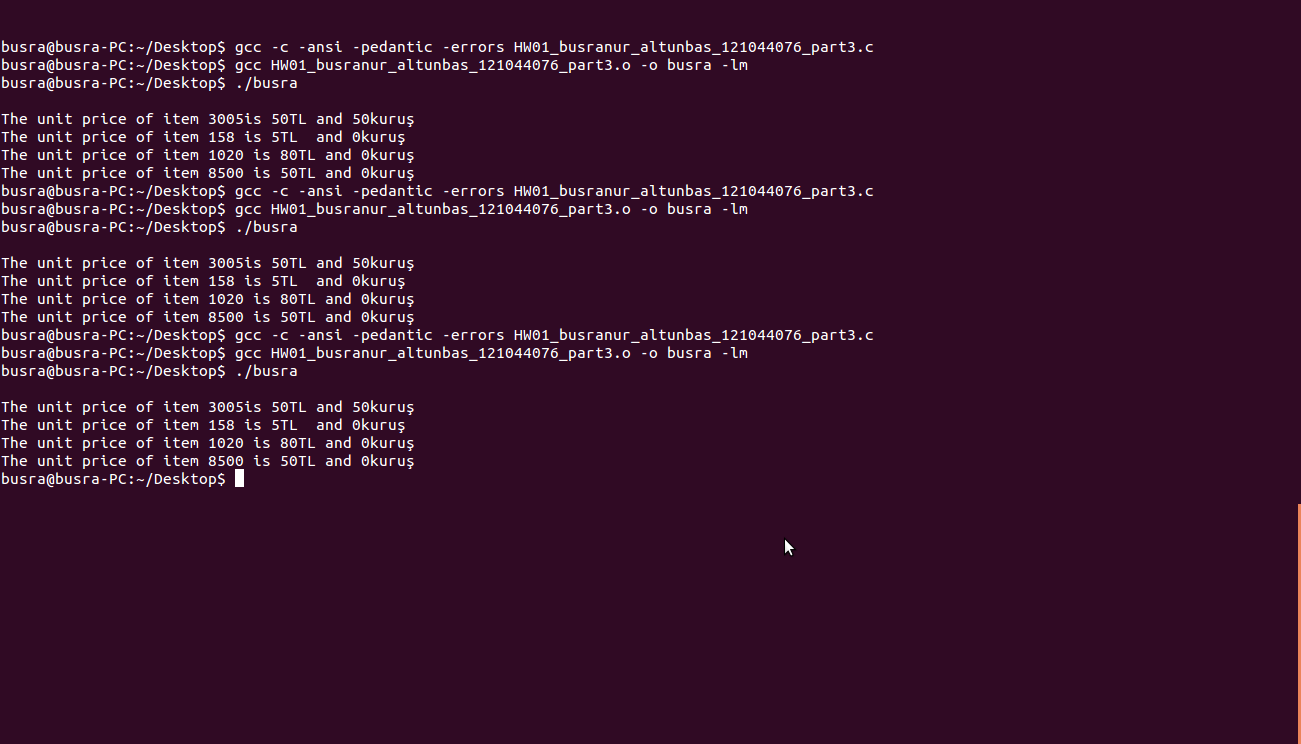 busra@busra-PC:~/Desktop$ gcc -c -ansi -pedantic -errors HW01_busranur_altunbas_121044076_part3.c
busra@busra-PC:~/Desktop$ gcc HW01_busranur_altunbas_121044076_part3.o -o busra -lm
busra@busra-PC:~/Desktop$ ./busra
The unit price of item 3005is 50TL and 50kuruş
The unit price of item 158 is 5TL  and 0kuruş
The unit price of item 1020 is 80TL and 0kuruş
The unit price of item 8500 is 50TL and 0kuruş
busra@busra-PC:~/Desktop$ gcc -c -ansi -pedantic -errors HW01_busranur_altunbas_121044076_part3.c
busra@busra-PC:~/Desktop$ gcc HW01_busranur_altunbas_121044076_part3.o -o busra -lm
busra@busra-PC:~/Desktop$ ./busra
The unit price of item 3005is 50TL and 50kuruş
The unit price of item 158 is 5TL  and 0kuruş
The unit price of item 1020 is 80TL and 0kuruş
The unit price of item 8500 is 50TL and 0kuruş
busra@busra-PC:~/Desktop$ gcc -c -ansi -pedantic -errors HW01_busranur_altunbas_121044076_part3.c
busra@busra-PC:~/Desktop$ gcc HW01_busranur_altunbas_121044076_part3.o -o busra -lm
busra@busra-PC:~/Desktop$ ./busra
The unit price of item 3005is 50TL and 50kuruş
The unit price of item 158 is 5TL  and 0kuruş
The unit price of item 1020 is 80TL and 0kuruş
The unit price of item 8500 is 50TL and 0kuruş
busra@busra-PC:~/Desktop$